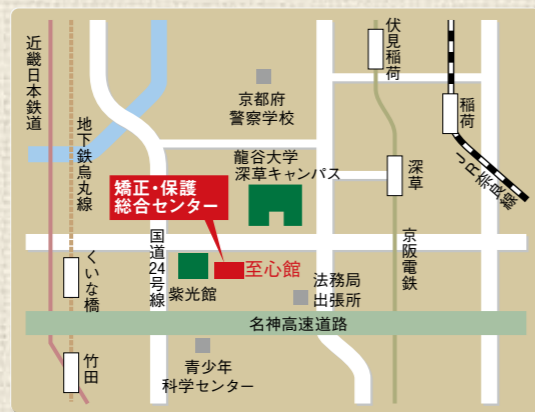 近畿日本鉄道
地下鉄烏丸線
くいな橋
竹田
国道24号線
京都府
警察学校
龍谷大学
深草キャンパス
矯正・保護
総合センター
至心館
紫光館
法務局
出張所
名神高速道路
青少年
科学センター
伏見稲荷
深草
京阪電鉄
稲荷
JR奈良線